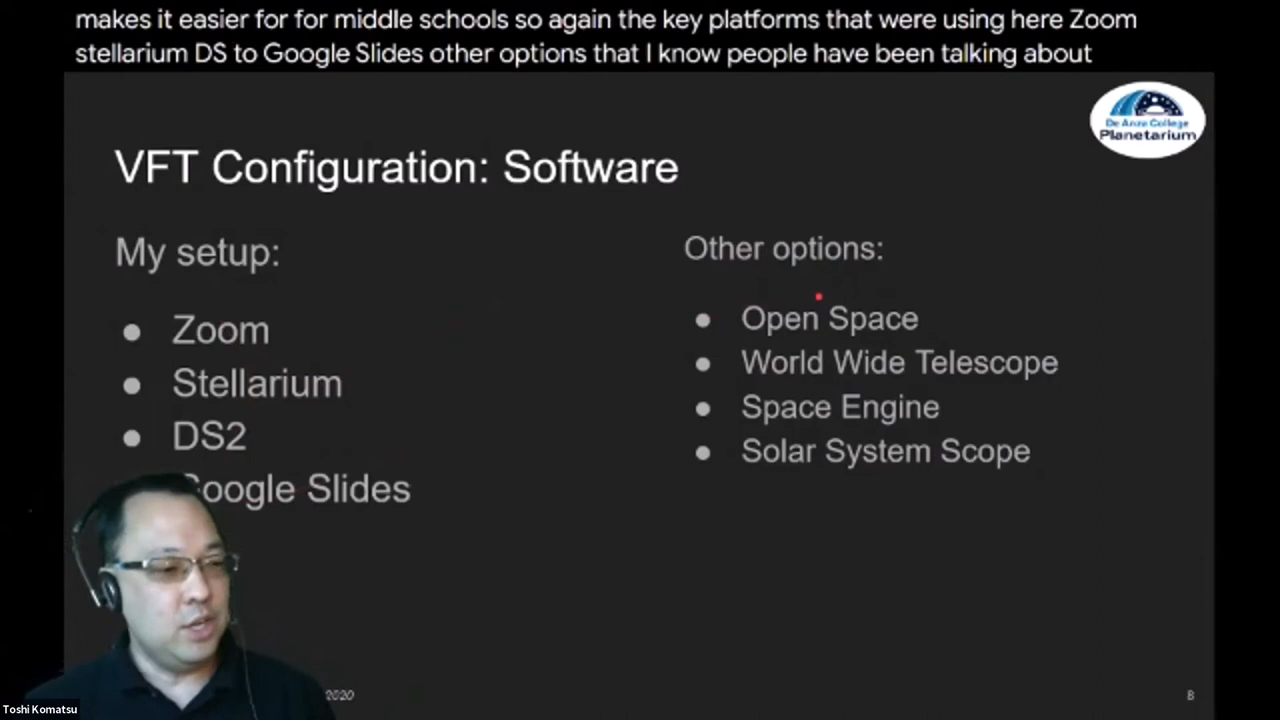 makes it easier for for middle schools so again the key platforms that were using here Zoom
stellarium DS to Google Slides other options that I know people have been talking about
De Anza College
Planetarium
VFT Configuration: Software
My setup:
Zoom
Stellarium
DS2
Google Slides
Other options:
Open Space
World Wide Telescope
Space Engine
Solar System Scope
2020
8
Toshi Komatsu